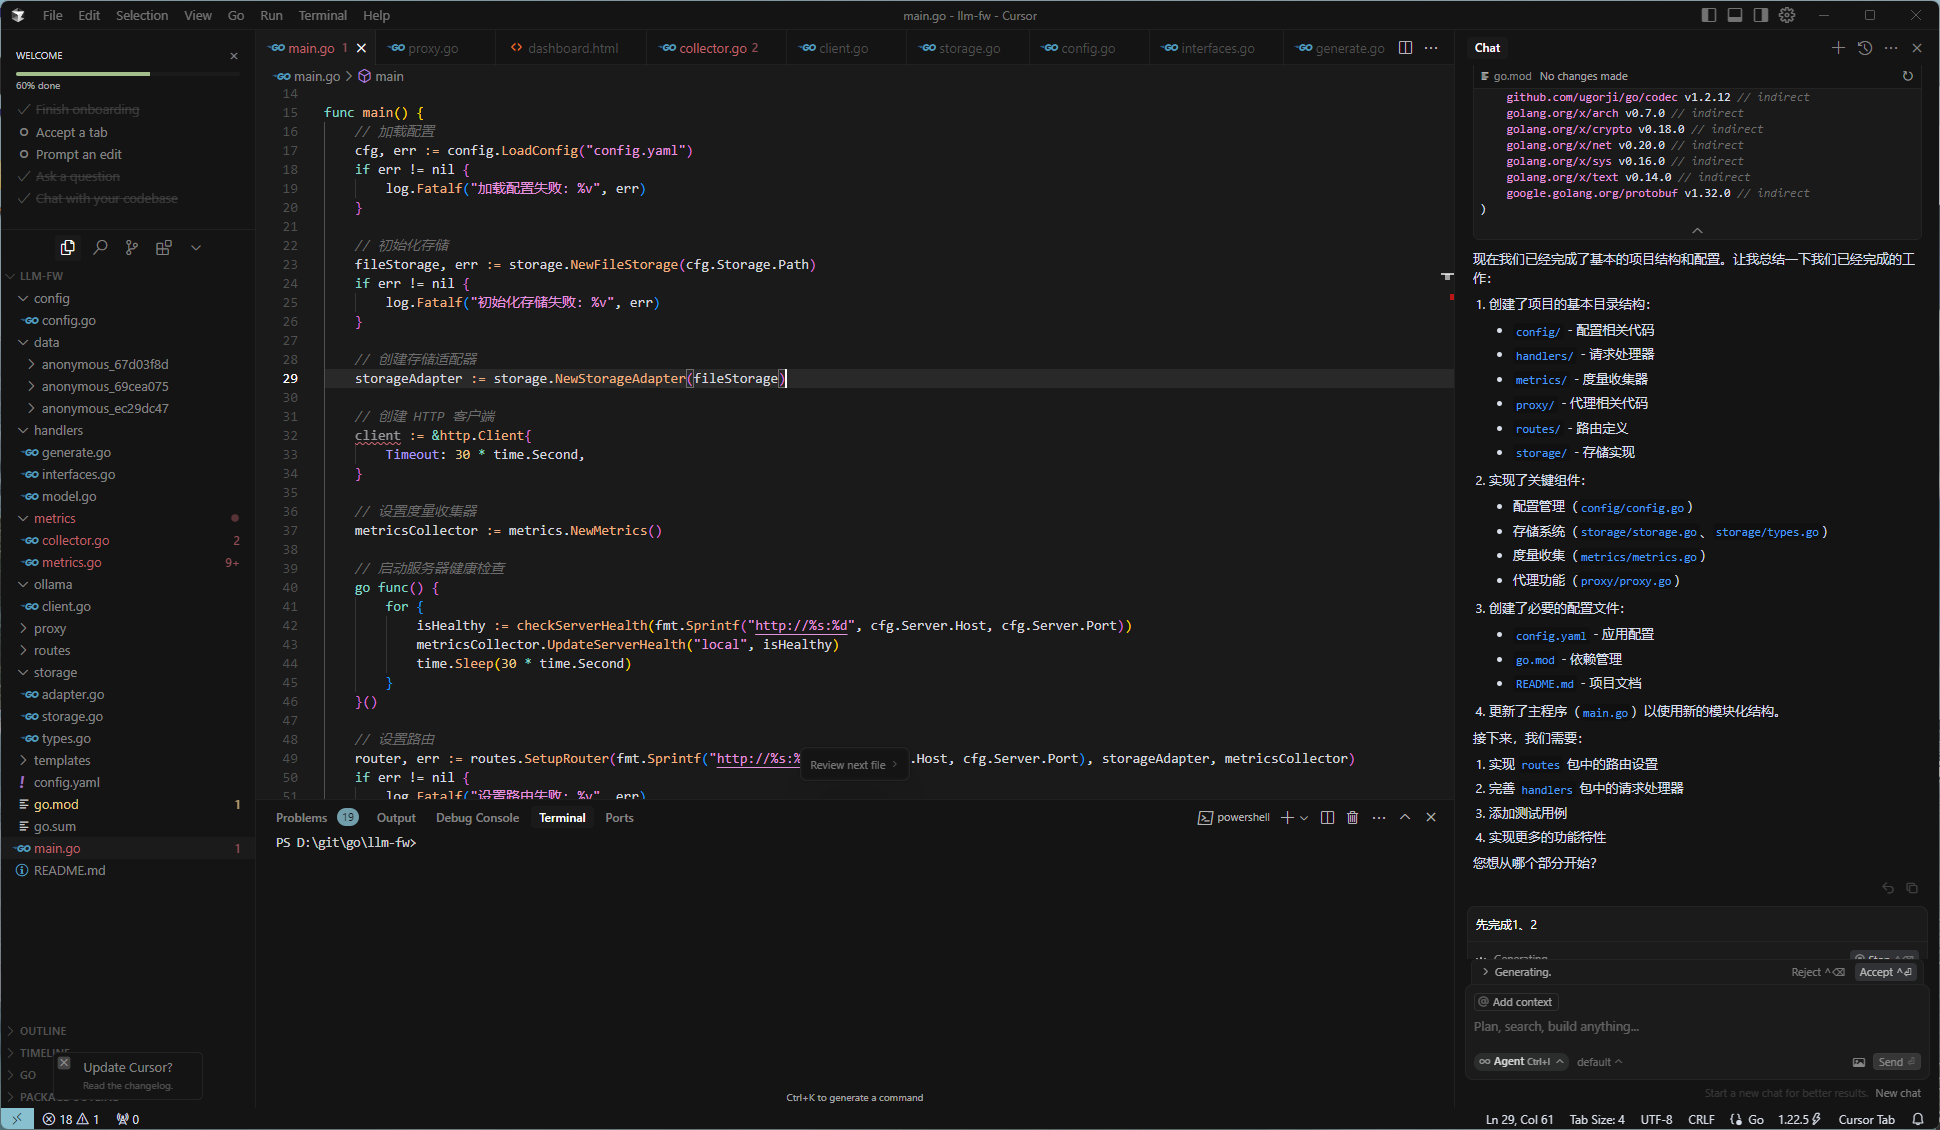 File Edit Selection View Go Run Terminal Help
main.go - llm-fw - Cursor
WELCOME
60% done
Finish onboarding
Accept a tab
Prompt an edit
Ask a question
Chat with your codebase
LLM-FW
config
config.go
data
anonymous_67d03f8d
anonymous_69cea075
anonymous_ec29dc47
handlers
generate.go
interfaces.go
model.go
metrics
collector.go 2
metrics.go 9+
ollama
client.go
proxy
routes
storage
adapter.go
storage.go
types.go
templates
config.yaml
go.mod 1
go.sum
main.go 1
README.md
OUTLINE
TIMELINE
GO
Update Cursor?
Read the changelog.
main.go 1 proxy.go dashboard.html collector.go 2 client.go storage.go config.go interfaces.go generate.go
main.go > main
14
15 func main() {
16 // 加载配置
17 cfg, err := config.LoadConfig("config.yaml")
18 if err != nil {
19 log.Fatalf("加载配置失败: %v", err)
20 }
21
22 // 初始化存储
23 fileStorage, err := storage.NewFileStorage(cfg.Storage.Path)
24 if err != nil {
25 log.Fatalf("初始化存储失败: %v", err)
26 }
27
28 // 创建存储适配器
29 storageAdapter := storage.NewStorageAdapter(fileStorage)
30
31 // 创建 HTTP 客户端
32 client := &http.Client{
33 Timeout: 30 * time.Second,
34 }
35
36 // 设置度量收集器
37 metricsCollector := metrics.NewMetrics()
38
39 // 启动服务器健康检查
40 go func() {
41 for {
42 isHealthy := checkServerHealth(fmt.Sprintf("http://%s:%d", cfg.Server.Host, cfg.Server.Port))
43 metricsCollector.UpdateServerHealth("local", isHealthy)
44 time.Sleep(30 * time.Second)
45 }
46 }()
47
48 // 设置路由
49 router, err := routes.SetupRouter(fmt.Sprintf("http://%s:% .Host, cfg.Server.Port), storageAdapter, metricsCollector)
50 if err != nil {
51 log.Fatalf("设置路由失败: %v", err)
Review next file
Problems 19 Output Debug Console Terminal Ports
powershell
PS D:\git\go\llm-fw>
Ctrl+K to generate a command
Chat
go.mod No changes made
github.com/ugorji/go/codec v1.2.12 // indirect
golang.org/x/arch v0.7.0 // indirect
golang.org/x/crypto v0.18.0 // indirect
golang.org/x/net v0.20.0 // indirect
golang.org/x/sys v0.16.0 // indirect
golang.org/x/text v0.14.0 // indirect
google.golang.org/protobuf v1.32.0 // indirect
)
现在我们已经完成了基本的项目结构和配置。让我总结一下我们已经完成的工
作：
1. 创建了项目的基本目录结构：
• config/ - 配置相关代码
• handlers/ - 请求处理器
• metrics/ - 度量收集器
• proxy/ - 代理相关代码
• routes/ - 路由定义
• storage/ - 存储实现
2. 实现了关键组件：
• 配置管理（config/config.go）
• 存储系统（storage/storage.go、storage/types.go）
• 度量收集（metrics/metrics.go）
• 代理功能（proxy/proxy.go）
3. 创建了必要的配置文件：
• config.yaml - 应用配置
• go.mod - 依赖管理
• README.md - 项目文档
4. 更新了主程序（main.go）以使用新的模块化结构。
接下来，我们需要：
1. 实现 routes 包中的路由设置
2. 完善 handlers 包中的请求处理器
3. 添加测试用例
4. 实现更多的功能特性
您想从哪个部分开始？
先完成1、2
Generating
Generating. Reject ^⌫ Accept ^⏎
@ Add context
Plan, search, build anything...
∞ Agent Ctrl+I default Send
Start a new chat for better results. New chat
18 1 0
Ln 29, Col 61 Tab Size: 4 UTF-8 CRLF Go 1.22.5 Cursor Tab